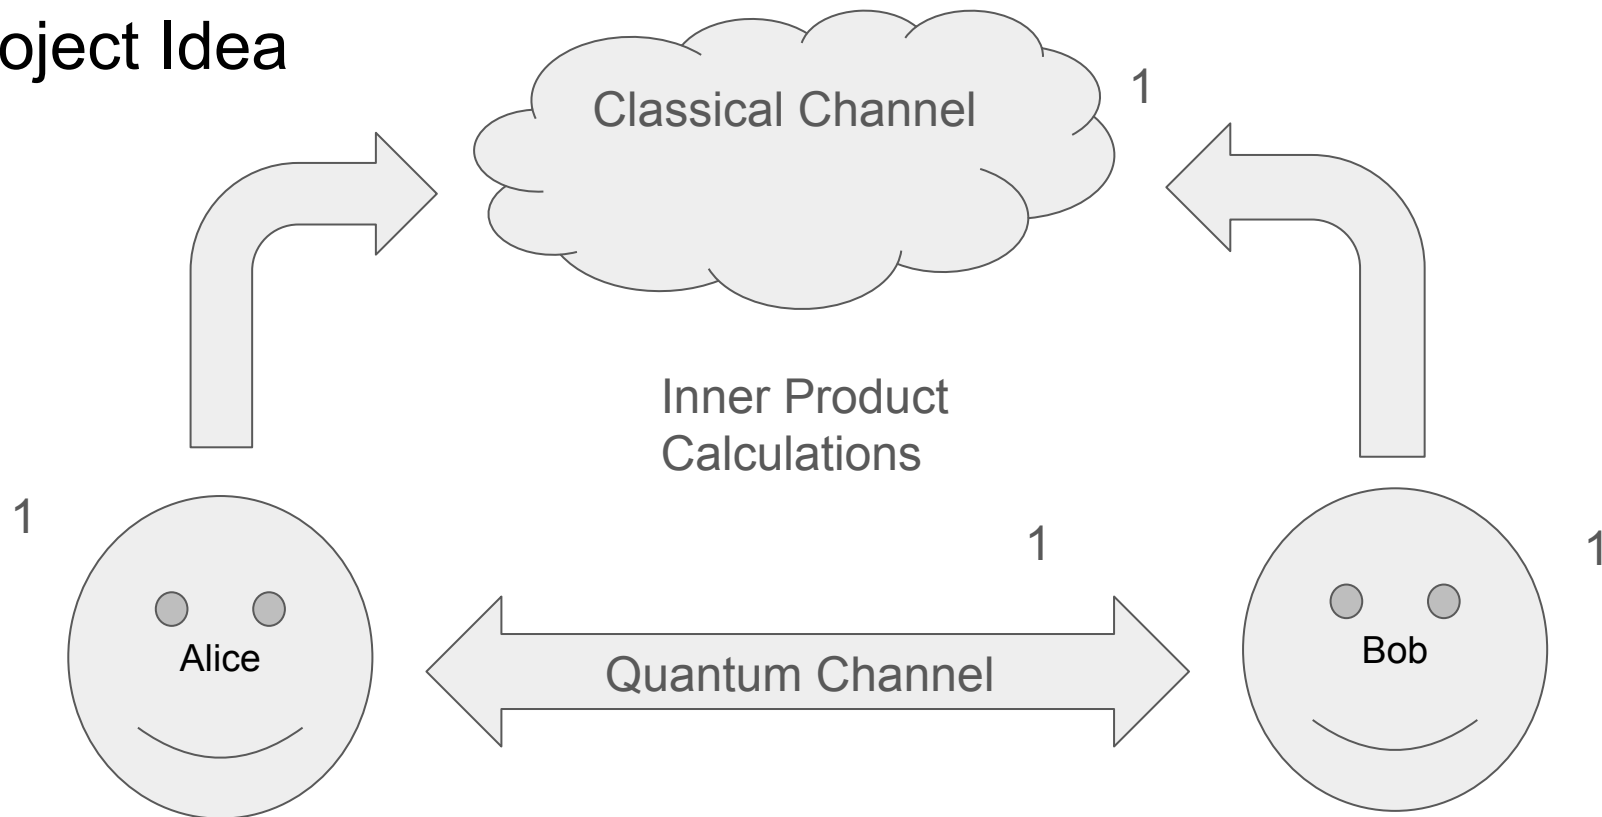 oject Idea
Classical Channel
1
Inner Product
Calculations
1
1
1
Alice
Quantum Channel
Bob